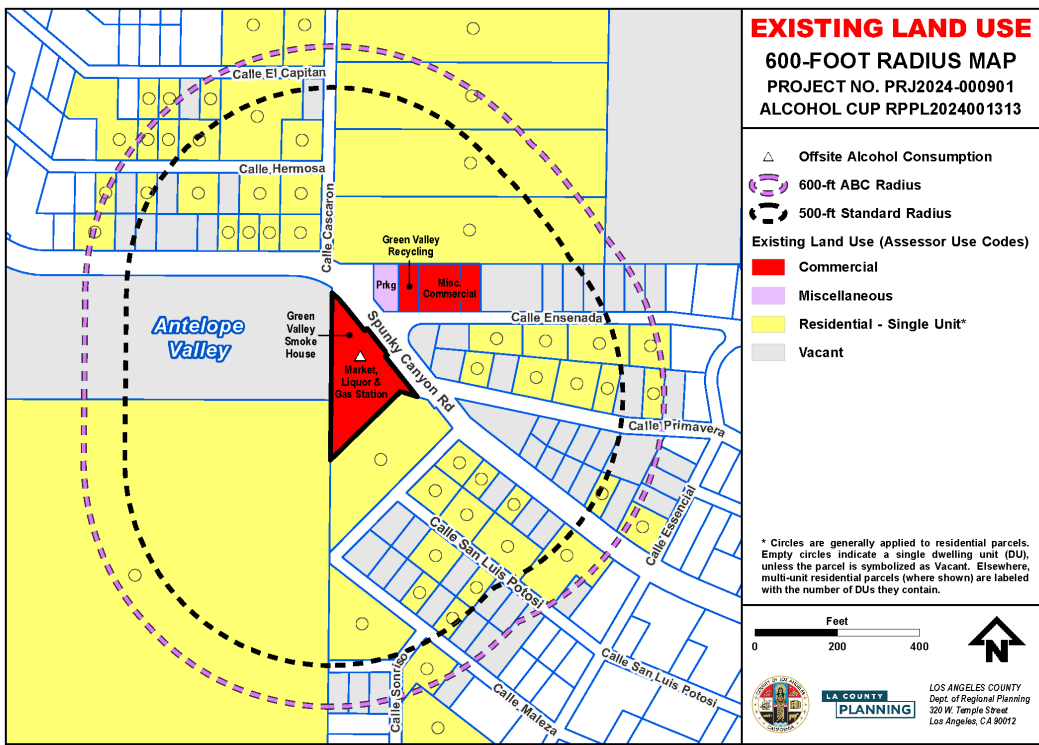 EXISTING LAND USE
600-FOOT RADIUS MAP
PROJECT NO. PRJ2024-000901
ALCOHOL CUP RPPL2024001313
Offsite Alcohol Consumption
600-ft ABC Radius
500-ft Standard Radius
Existing Land Use (Assessor Use Codes)
Commercial
Miscellaneous
Residential - Single Unit*
Vacant
* Circles are generally applied to residential parcels.
Empty circles indicate a single dwelling unit (DU),
unless the parcel is symbolized as Vacant. Elsewhere,
multi-unit residential parcels (where shown) are labeled
with the number of DUs they contain.
Feet
0 200 400
N
COUNTY OF LOS ANGELES
CALIFORNIA
LA COUNTY
PLANNING
LOS ANGELES COUNTY
Dept. of Regional Planning
320 W. Temple Street
Los Angeles, CA 90012
Calle El Capitan
Calle Hermosa
Calle Cascaron
Green Valley
Recycling
Prkg
Misc.
Commercial
Calle Ensenada
Antelope
Valley
Green
Valley
Smoke
House
Market,
Liquor &
Gas Station
Spunky Canyon Rd
Calle Primavera
Calle Essencial
Calle San Luis Potosi
Calle San Luis Potosi
Calle Sonriso
Calle Maleza